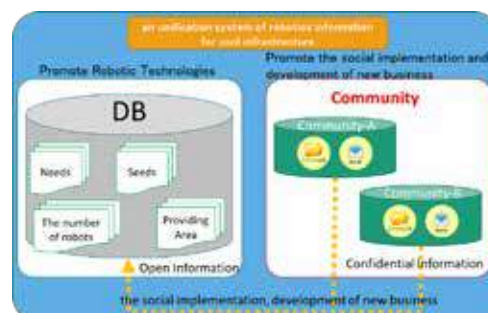 an unification system of robotics information
for civil infrastructure
Promote Robotic Technologies
Promote the social implementation and
development of new business
DB
Needs
Seeds
The number
of robots
Providing
Area
Open Information
Community
Community-A
Community-B
Confidential information
the social implementation, development of new business